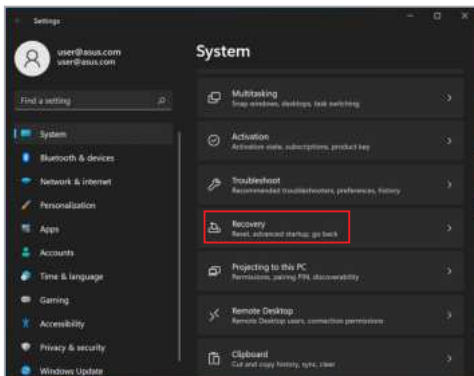 Settings
user@asus.com
user@asus.com
Find a setting
System
Bluetooth & devices
Network & internet
Personalization
Apps
Accounts
Time & language
Gaming
Accessibility
Privacy & security
Windows Update
System
Multitasking
Snap windows, desktops, task switching
Activation
Activation state, subscriptions, product key
Troubleshoot
Recommended troubleshooters, preferences, history
Recovery
Reset, advanced startup, go back
Projecting to this PC
Permissions, pairing PIN, discoverability
Remote Desktop
Remote Desktop users, connection permissions
Clipboard
Cut and copy history, sync, clear